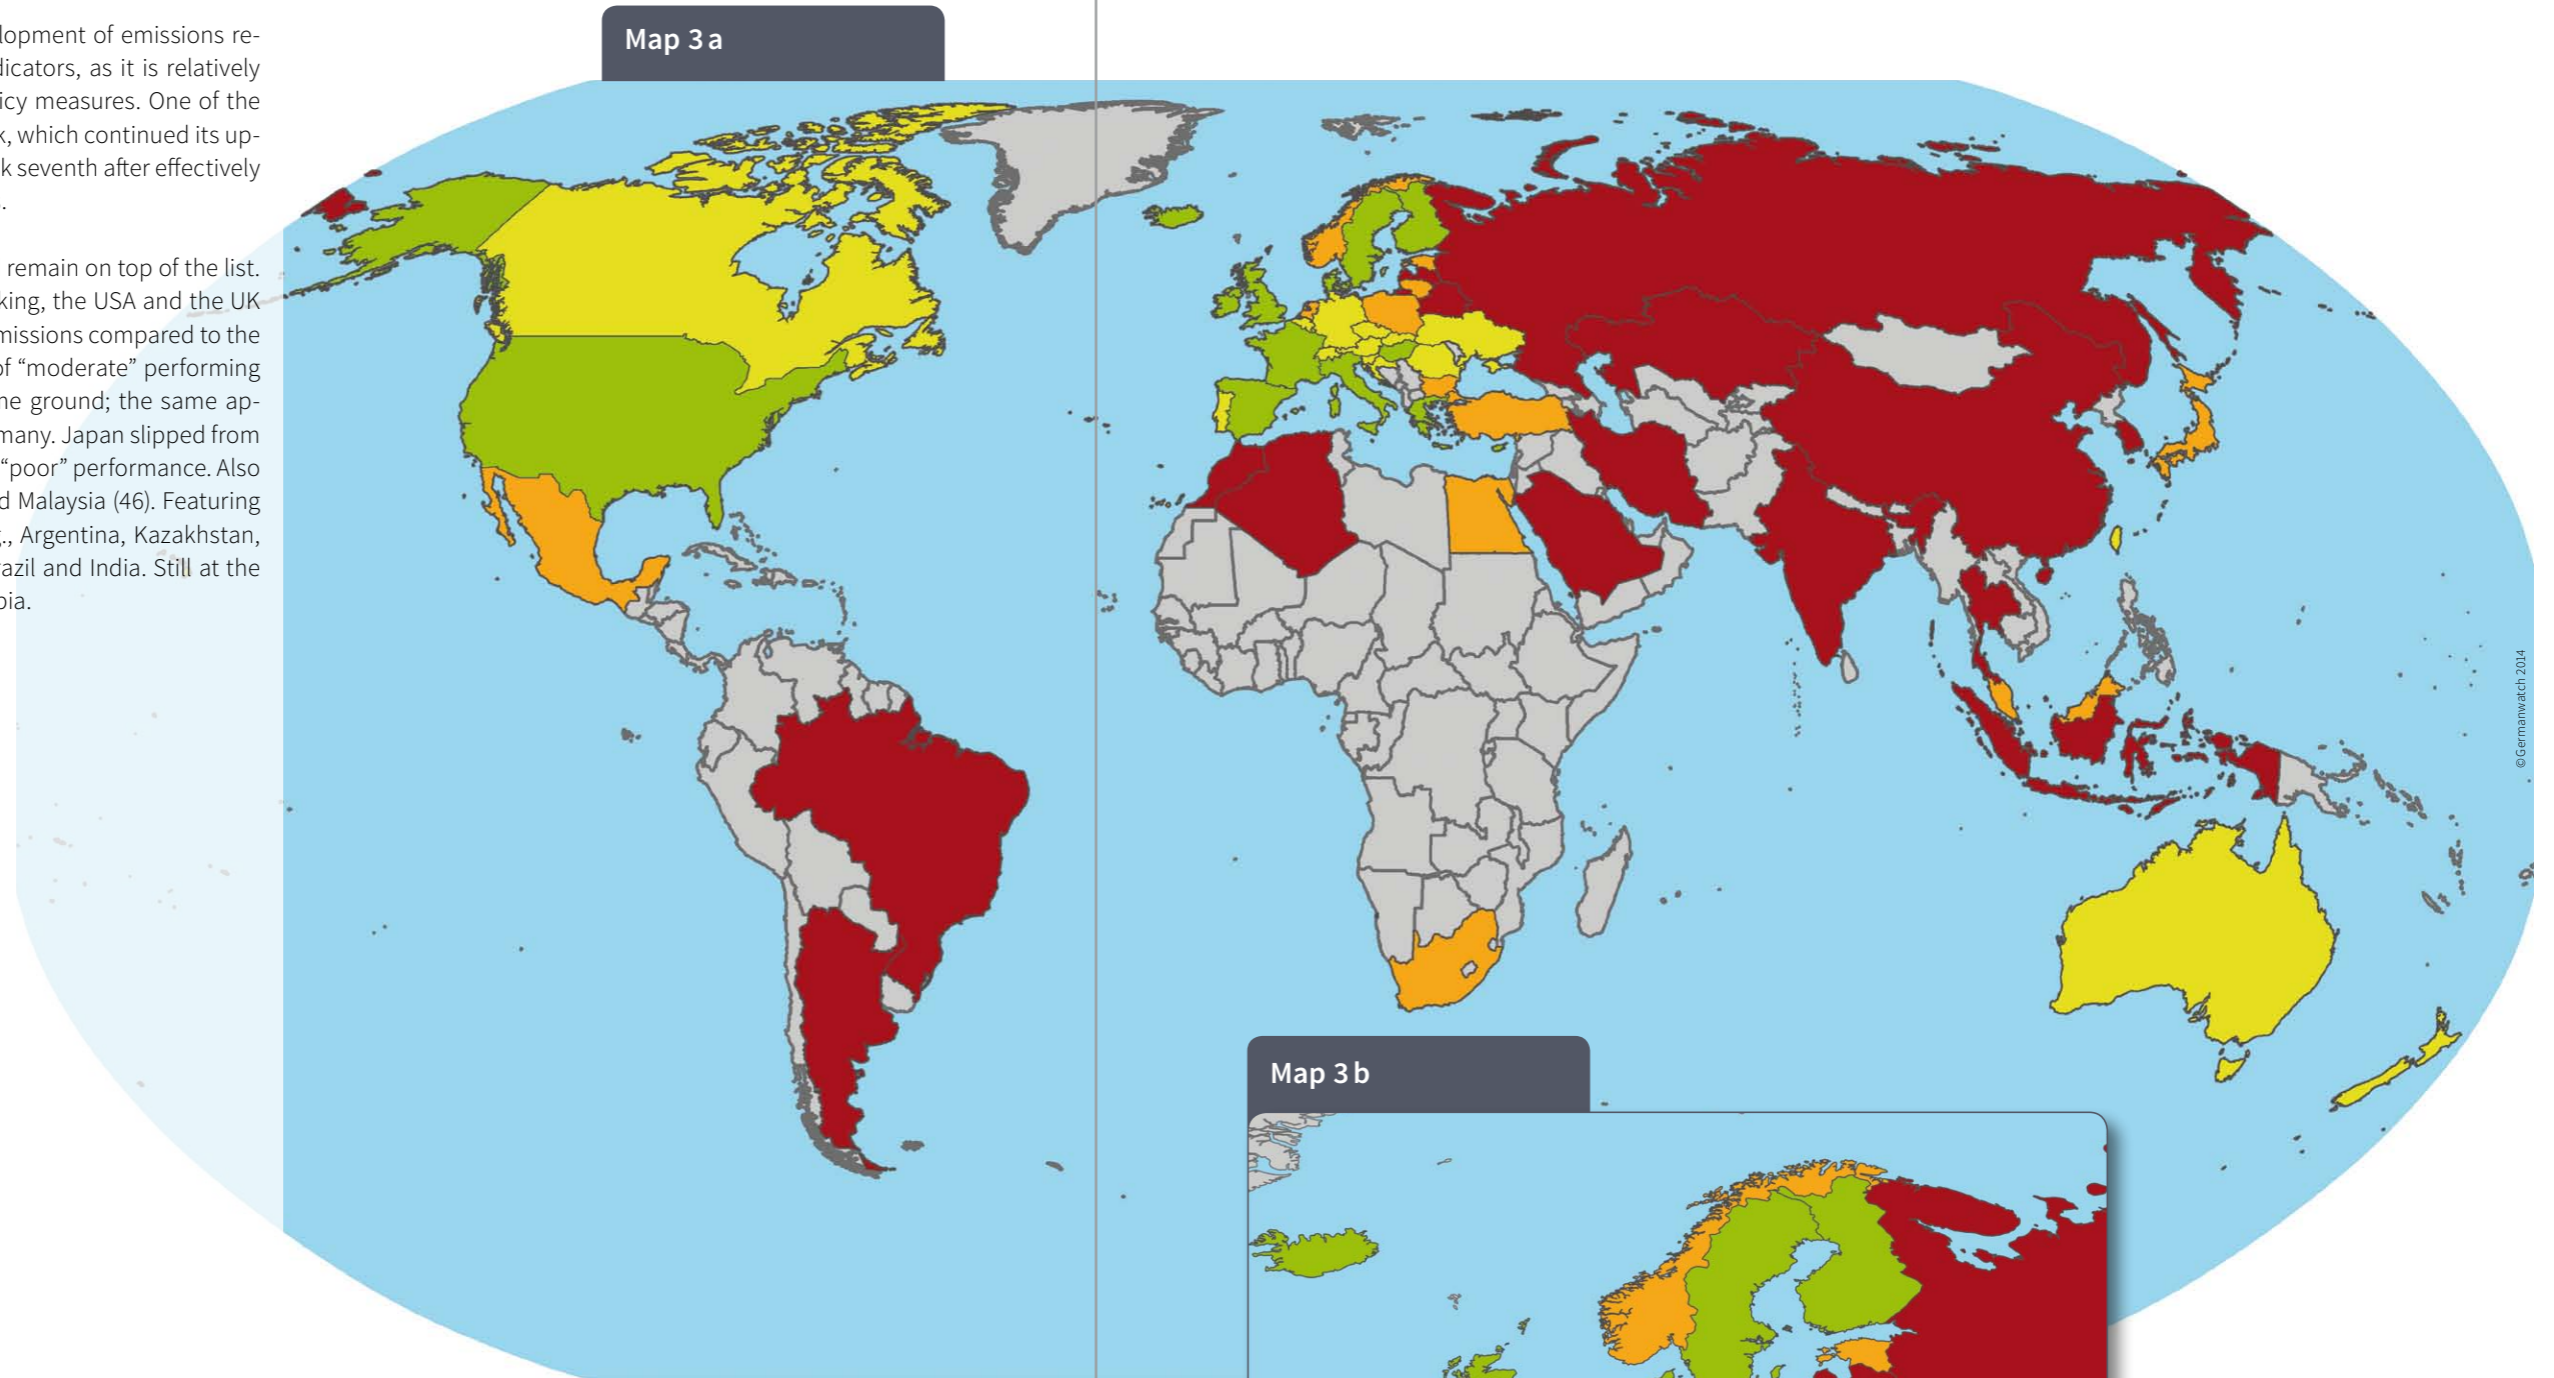 lopment of emissions re-
dicators, as it is relatively
icy measures. One of the
k, which continued its up-
k seventh after effectively
.
remain on top of the list.
king, the USA and the UK
missions compared to the
of “moderate” performing
ne ground; the same ap-
many. Japan slipped from
“poor” performance. Also
d Malaysia (46). Featuring
g., Argentina, Kazakhstan,
razil and India. Still at the
bia.
Map 3 a
Map 3 b
©Germanwatch 2014